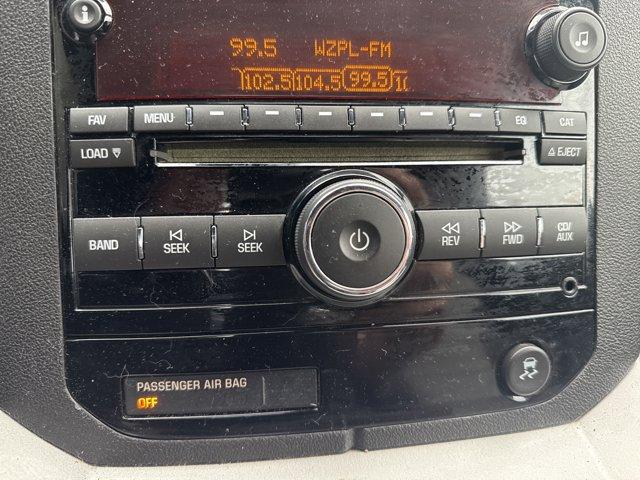 i
99.5 WZPL-FM
102.5 104.5 99.5
FAV MENU EQ CAT
LOAD EJECT
BAND SEEK SEEK REV FWD CD/
AUX
PASSENGER AIR BAG
OFF